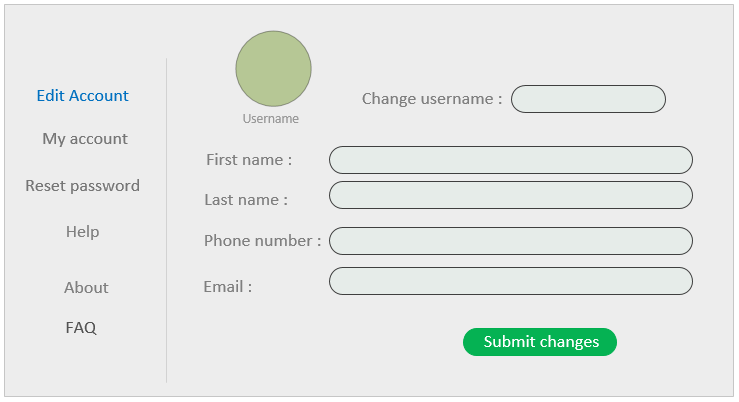 Edit Account
My account
Reset password
Help
About
FAQ
Username
Change username :
First name :
Last name :
Phone number :
Email :
Submit changes